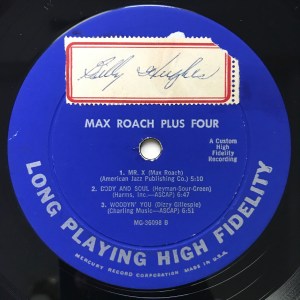 Billy Hughes
MAX ROACH PLUS FOUR
A Custom
High
Fidelity
Recording
1. MR. X (Max Roach)
(American Jazz Publishing Co.) 5:10
2. BODY AND SOUL (Heyman-Sour-Green)
(Harms, Inc.—ASCAP) 6:47
3. WOODYN' YOU (Dizzy Gillespie)
(Charling Music—ASCAP) 6:51
MG-36098 B
LONG PLAYING HIGH FIDELITY
MERCURY RECORD CORPORATION MADE IN U.S.A.